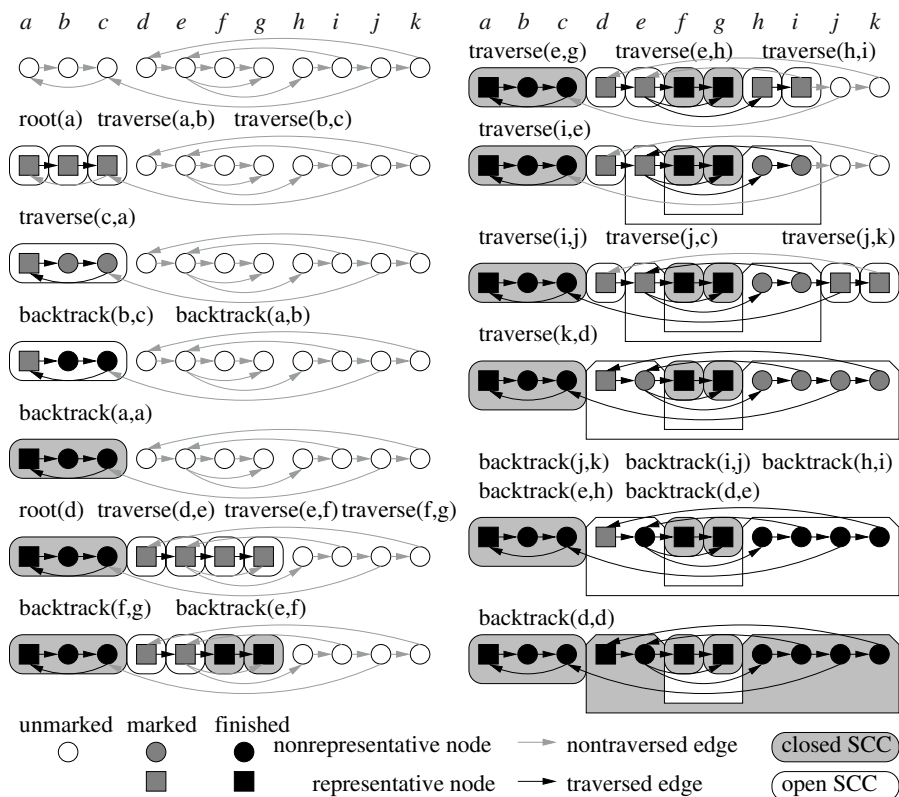 a b c d e f g h i j k
root(a) traverse(a,b) traverse(b,c)
traverse(c,a)
backtrack(b,c) backtrack(a,b)
backtrack(a,a)
root(d) traverse(d,e) traverse(e,f) traverse(f,g)
backtrack(f,g) backtrack(e,f)
a b c d e f g h i j k
traverse(e,g) traverse(e,h) traverse(h,i)
traverse(i,e)
traverse(i,j) traverse(j,c) traverse(j,k)
traverse(k,d)
backtrack(j,k) backtrack(i,j) backtrack(h,i)
backtrack(e,h) backtrack(d,e)
backtrack(d,d)
unmarked marked finished
nonrepresentative node nontraversed edge closed SCC
representative node traversed edge open SCC